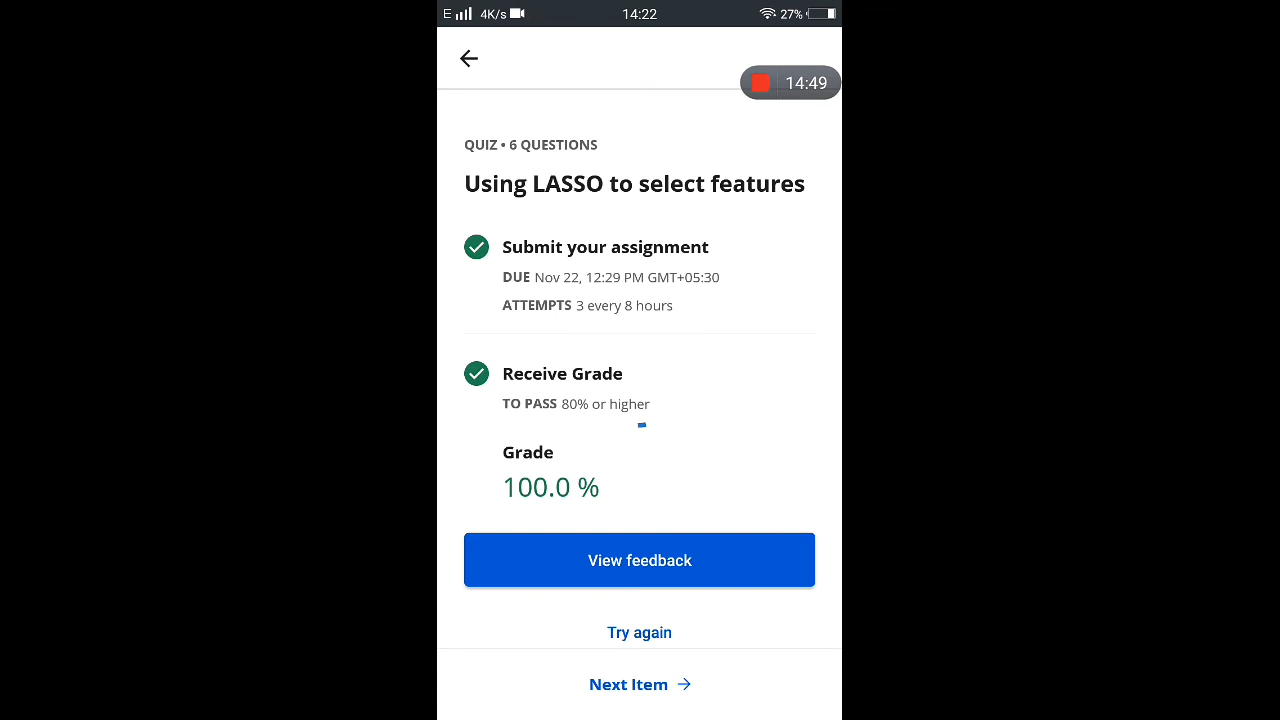 E 4K/s 14:22 27%
14:49
QUIZ • 6 QUESTIONS
Using LASSO to select features
Submit your assignment
DUE Nov 22, 12:29 PM GMT+05:30
ATTEMPTS 3 every 8 hours
Receive Grade
TO PASS 80% or higher
Grade
100.0 %
View feedback
Try again
Next Item